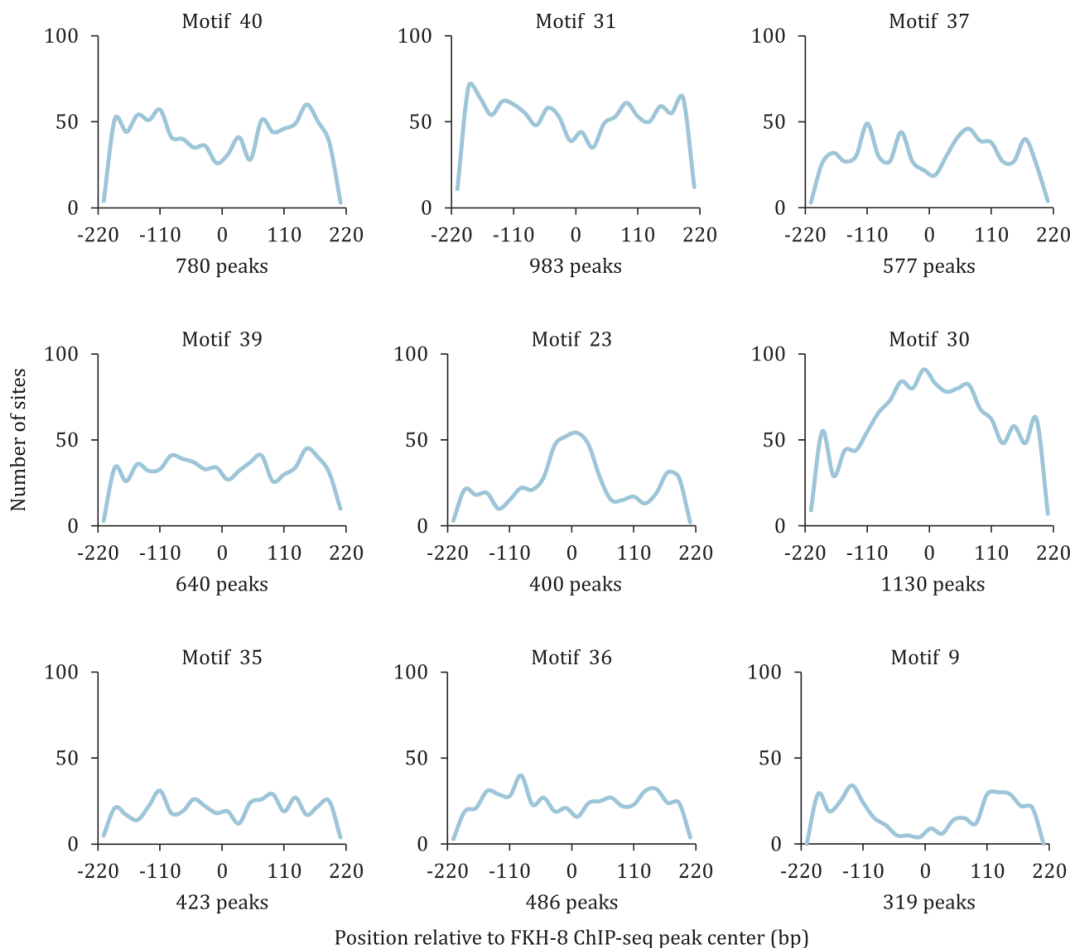 Motif 40
Motif 31
Motif 37
100
50
0
-220 -110 0 110 220
780 peaks
100
50
0
-220 -110 0 110 220
983 peaks
100
50
0
-220 -110 0 110 220
577 peaks
Number of sites
Motif 39
Motif 23
Motif 30
100
50
0
-220 -110 0 110 220
640 peaks
100
50
0
-220 -110 0 110 220
400 peaks
100
50
0
-220 -110 0 110 220
1130 peaks
Motif 35
Motif 36
Motif 9
100
50
0
-220 -110 0 110 220
423 peaks
100
50
0
-220 -110 0 110 220
486 peaks
100
50
0
-220 -110 0 110 220
319 peaks
Position relative to FKH-8 ChIP-seq peak center (bp)